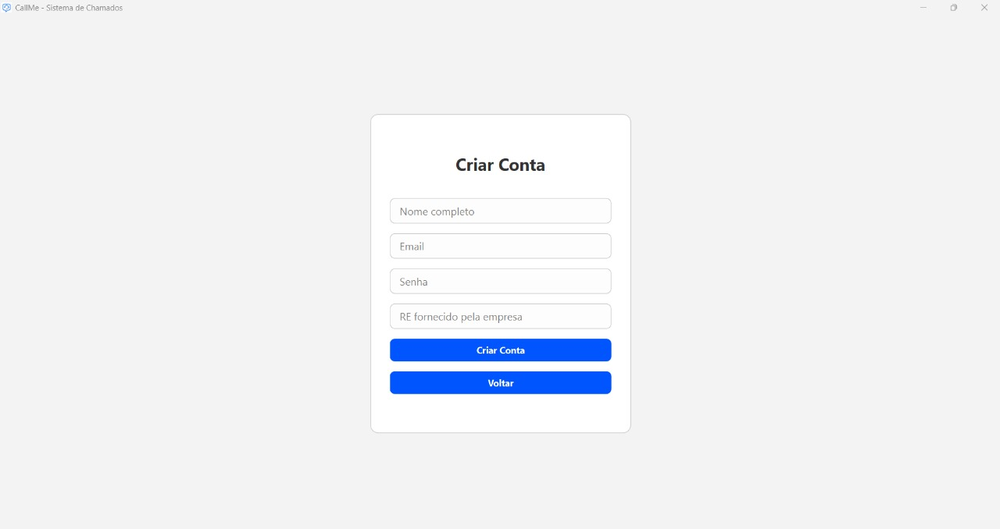 CallMe - Sistema de Chamados
Criar Conta
Nome completo
Email
Senha
RE fornecido pela empresa
Criar Conta
Voltar